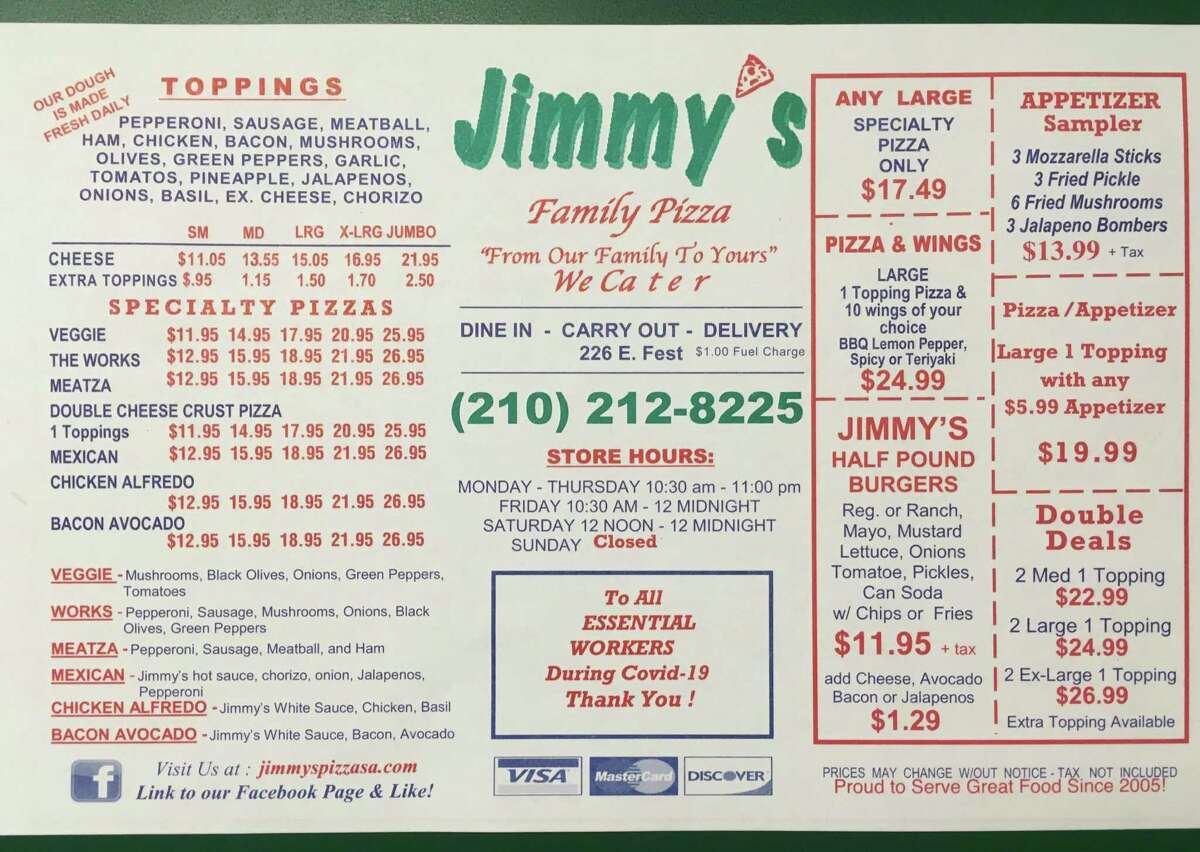 OUR DOUGH
IS MADE
FRESH DAILY
TOPPINGS
PEPPERONI, SAUSAGE, MEATBALL,
HAM, CHICKEN, BACON, MUSHROOMS,
OLIVES, GREEN PEPPERS, GARLIC,
TOMATOS, PINEAPPLE, JALAPENOS,
ONIONS, BASIL, EX. CHEESE, CHORIZO
SM MD LRG X-LRG JUMBO
CHEESE $11.05 13.55 15.05 16.95 21.95
EXTRA TOPPINGS $.95 1.15 1.50 1.70 2.50
SPECIALTY PIZZAS
VEGGIE $11.95 14.95 17.95 20.95 25.95
THE WORKS $12.95 15.95 18.95 21.95 26.95
MEATZA $12.95 15.95 18.95 21.95 26.95
DOUBLE CHEESE CRUST PIZZA
1 Toppings $11.95 14.95 17.95 20.95 25.95
MEXICAN $12.95 15.95 18.95 21.95 26.95
CHICKEN ALFREDO
$12.95 15.95 18.95 21.95 26.95
BACON AVOCADO
$12.95 15.95 18.95 21.95 26.95
VEGGIE - Mushrooms, Black Olives, Onions, Green Peppers,
Tomatoes
WORKS - Pepperoni, Sausage, Mushrooms, Onions, Black
Olives, Green Peppers
MEATZA - Pepperoni, Sausage, Meatball, and Ham
MEXICAN - Jimmy's hot sauce, chorizo, onion, Jalapenos,
Pepperoni
CHICKEN ALFREDO - Jimmy's White Sauce, Chicken, Basil
BACON AVOCADO - Jimmy's White Sauce, Bacon, Avocado
f
Visit Us at : jimmyspizzasa.com
Link to our Facebook Page & Like!
Jimmy's
Family Pizza
"From Our Family To Yours"
We Cater
DINE IN - CARRY OUT - DELIVERY
226 E. Fest $1.00 Fuel Charge
(210) 212-8225
STORE HOURS:
MONDAY - THURSDAY 10:30 am - 11:00 pm
FRIDAY 10:30 AM - 12 MIDNIGHT
SATURDAY 12 NOON - 12 MIDNIGHT
SUNDAY Closed
To All
ESSENTIAL
WORKERS
During Covid-19
Thank You !
VISA MasterCard DISCOVER
ANY LARGE
SPECIALTY
PIZZA
ONLY
$17.49
PIZZA & WINGS
LARGE
1 Topping Pizza &
10 wings of your
choice
BBQ Lemon Pepper,
Spicy or Teriyaki
$24.99
JIMMY'S
HALF POUND
BURGERS
Reg. or Ranch,
Mayo, Mustard
Lettuce, Onions
Tomatoe, Pickles,
Can Soda
w/ Chips or Fries
$11.95 + tax
add Cheese, Avocado
Bacon or Jalapenos
$1.29
APPETIZER
Sampler
3 Mozzarella Sticks
3 Fried Pickle
6 Fried Mushrooms
3 Jalapeno Bombers
$13.99 + Tax
Pizza /Appetizer
Large 1 Topping
with any
$5.99 Appetizer
$19.99
Double
Deals
2 Med 1 Topping
$22.99
2 Large 1 Topping
$24.99
2 Ex-Large 1 Topping
$26.99
Extra Topping Available
PRICES MAY CHANGE W/OUT NOTICE - TAX NOT INCLUDED
Proud to Serve Great Food Since 2005!